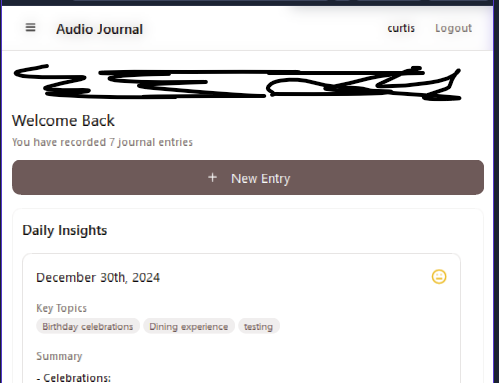 Audio Journal
curtis
Logout
Welcome Back
You have recorded 7 journal entries
+ New Entry
Daily Insights
December 30th, 2024
Key Topics
Birthday celebrations
Dining experience
testing
Summary
- Celebrations: